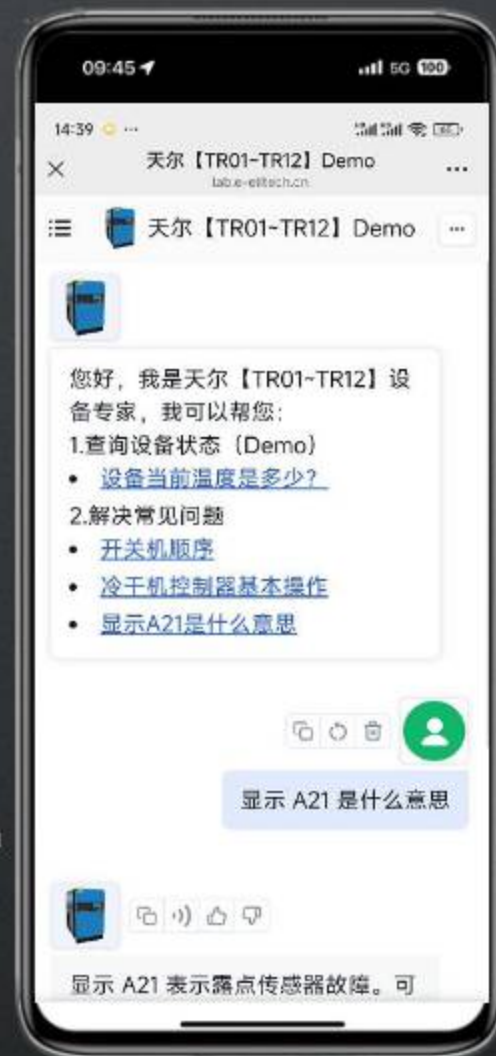 09:45
5G 100
14:39
天尔【TR01~TR12】Demo
lab.e-elitech.cn
天尔【TR01~TR12】Demo
您好，我是天尔【TR01~TR12】设
备专家，我可以帮您：
1.查询设备状态（Demo）
• 设备当前温度是多少？
2.解决常见问题
• 开关机顺序
• 冷干机控制器基本操作
• 显示A21是什么意思
显示 A21 是什么意思
显示 A21 表示露点传感器故障。可